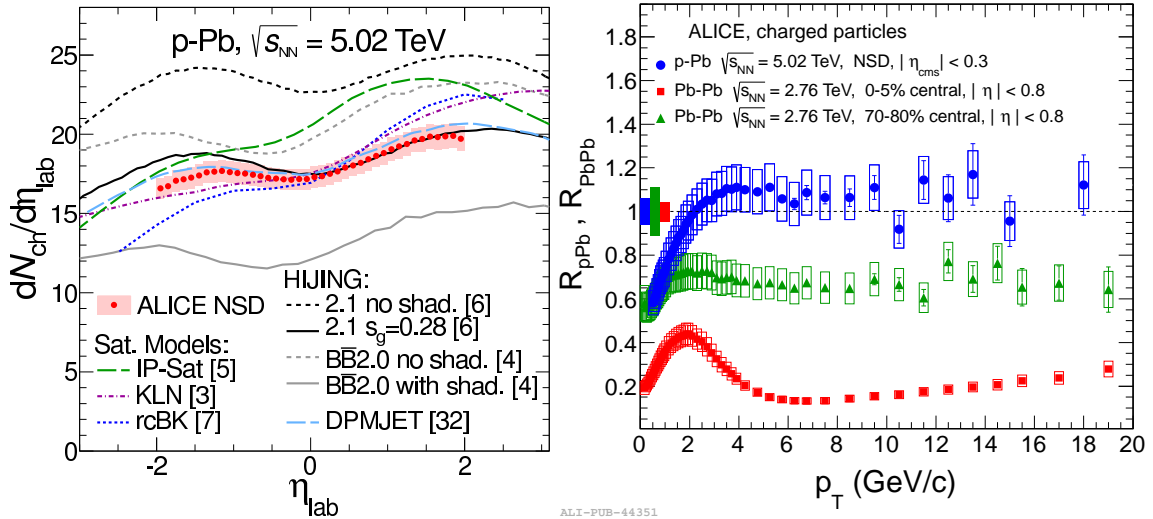 p-Pb, √sNN = 5.02 TeV
dNch/dηlab
25
20
15
10
5
0
-2
0
2
ηlab
ALICE NSD
Sat. Models:
IP-Sat [5]
KLN [3]
rcBK [7]
HIJING:
2.1 no shad. [6]
2.1 sg=0.28 [6]
BB̅2.0 no shad. [4]
BB̅2.0 with shad. [4]
DPMJET [32]
ALICE, charged particles
p-Pb √sNN = 5.02 TeV, NSD, | ηcms | < 0.3
Pb-Pb √sNN = 2.76 TeV, 0-5% central, | η | < 0.8
Pb-Pb √sNN = 2.76 TeV, 70-80% central, | η | < 0.8
RpPb , RPbPb
1.8
1.6
1.4
1.2
1
0.8
0.6
0.4
0.2
0 2 4 6 8 10 12 14 16 18 20
pT (GeV/c)
ALI-PUB-44351